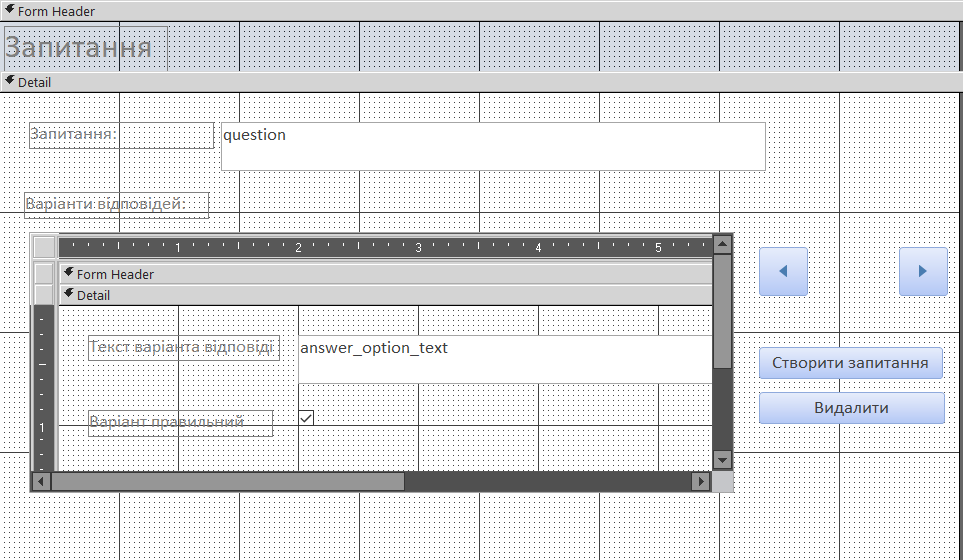 Form Header
Запитання
Detail
Запитання:
question
Варіанти відповідей:
1 2 3 4 5
Form Header
Detail
Текст варіанта відповіді
answer_option_text
Варіант правильний
1
Створити запитання
Видалити